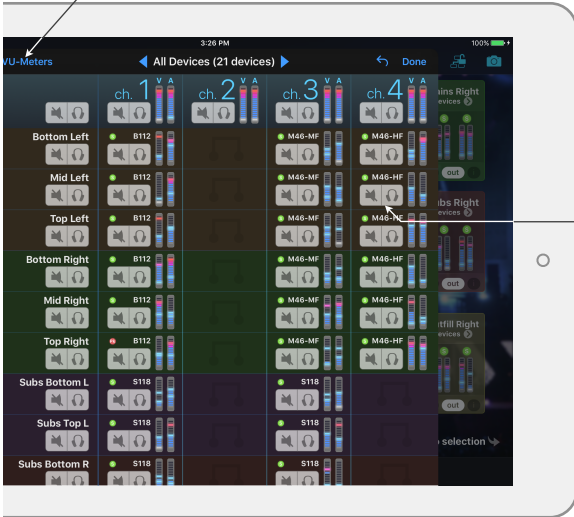 3:26 PM 100%
VU-Meters All Devices (21 devices) Done
ch. 1 V A ch. 2 V A ch. 3 V A ch. 4 V A
ains Right
evices
Bottom Left B112 M46-MF M46-HF
out
Mid Left B112 M46-MF M46-HF
bs Right
evices
Top Left B112 M46-MF M46-HF
Bottom Right B112 M46-MF M46-HF
out
Mid Right B112 M46-MF M46-HF
tfill Right
evices
Top Right B112 M46-MF M46-HF
Subs Bottom L S118 S118
out
Subs Top L S118 S118
selection
Subs Bottom R S118 S118